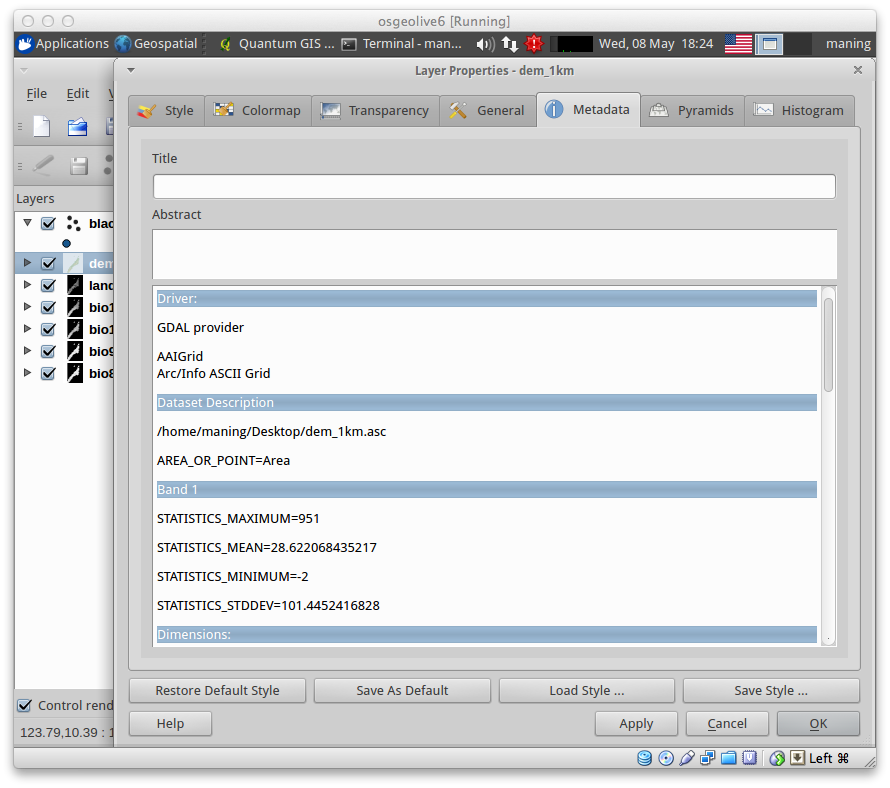 osgeolive6 [Running]
Applications Geospatial Quantum GIS ... Terminal - man... Wed, 08 May 18:24 maning
Layer Properties - dem_1km
File Edit
Style Colormap Transparency General Metadata Pyramids Histogram
Title
Abstract
Layers
blac
dem
land
bio1
bio1
bio9
bio8
Driver:
GDAL provider
AAIGrid
Arc/Info ASCII Grid
Dataset Description
/home/maning/Desktop/dem_1km.asc
AREA_OR_POINT=Area
Band 1
STATISTICS_MAXIMUM=951
STATISTICS_MEAN=28.622068435217
STATISTICS_MINIMUM=-2
STATISTICS_STDDEV=101.4452416828
Dimensions:
Restore Default Style Save As Default Load Style ... Save Style ...
Control rend
Help Apply Cancel OK
123.79,10.39 : 1
Left ⌘